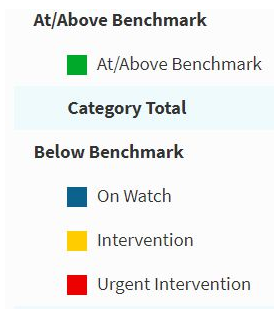 At/Above Benchmark
At/Above Benchmark
Category Total
Below Benchmark
On Watch
Intervention
Urgent Intervention